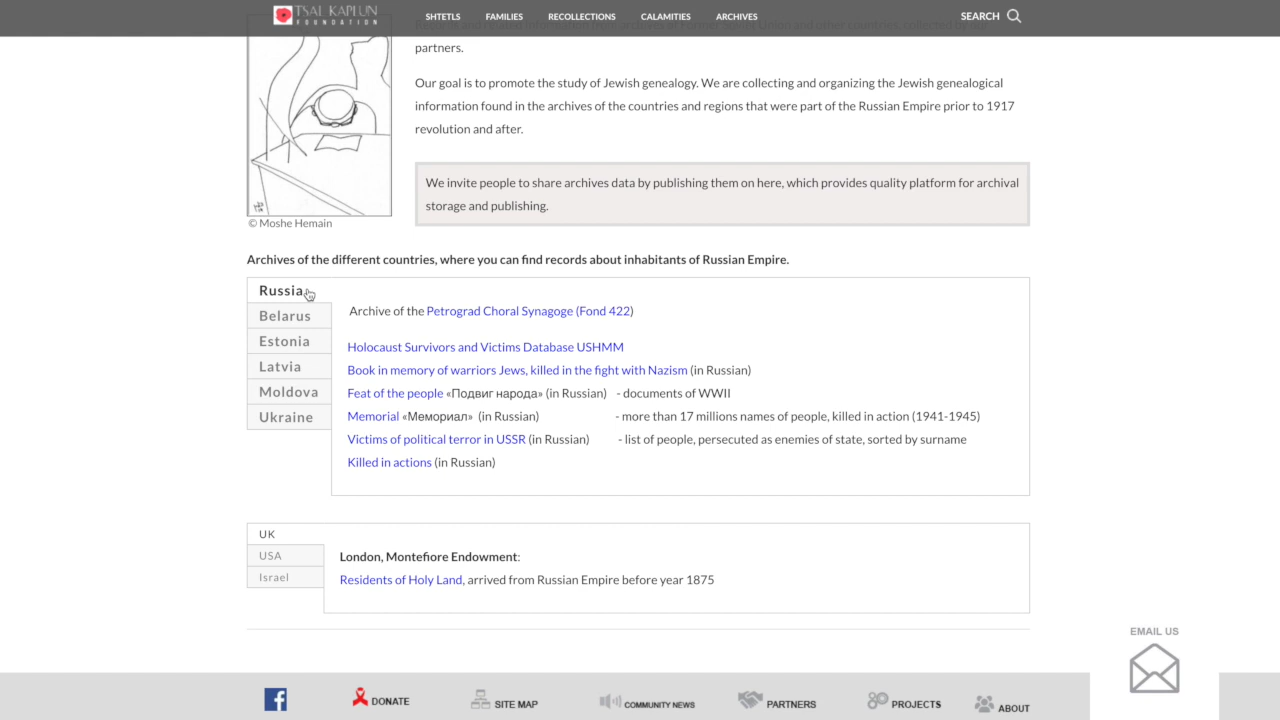 TSAL KAPLUN
FOUNDATION
SHTETLS FAMILIES RECOLLECTIONS CALAMITIES ARCHIVES SEARCH
partners.
Our goal is to promote the study of Jewish genealogy. We are collecting and organizing the Jewish genealogical
information found in the archives of the countries and regions that were part of the Russian Empire prior to 1917
revolution and after.
We invite people to share archives data by publishing them on here, which provides quality platform for archival
storage and publishing.
© Moshe Hemain
Archives of the different countries, where you can find records about inhabitants of Russian Empire.
Russia
Belarus
Estonia
Latvia
Moldova
Ukraine
Archive of the Petrograd Choral Synagoge (Fond 422)
Holocaust Survivors and Victims Database USHMM
Book in memory of warriors Jews, killed in the fight with Nazism (in Russian)
Feat of the people «Подвиг народа» (in Russian) - documents of WWII
Memorial «Мемориал» (in Russian) - more than 17 millions names of people, killed in action (1941-1945)
Victims of political terror in USSR (in Russian) - list of people, persecuted as enemies of state, sorted by surname
Killed in actions (in Russian)
UK
USA
Israel
London, Montefiore Endowment:
Residents of Holy Land, arrived from Russian Empire before year 1875
EMAIL US
DONATE SITE MAP COMMUNITY NEWS PARTNERS PROJECTS ABOUT